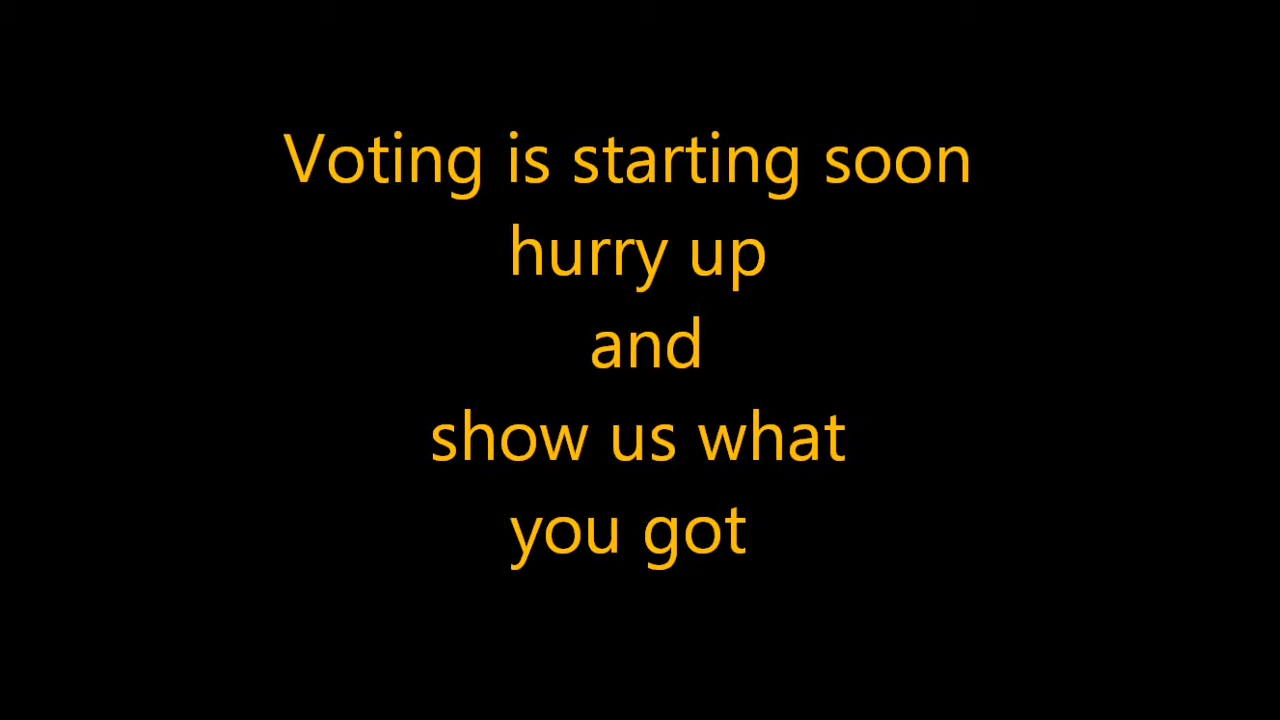 Voting is starting soon
hurry up
and
show us what
you got